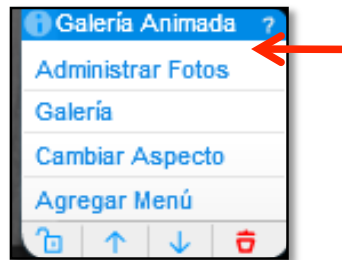 Galería Animada ?
Administrar Fotos
Galería
Cambiar Aspecto
Agregar Menú